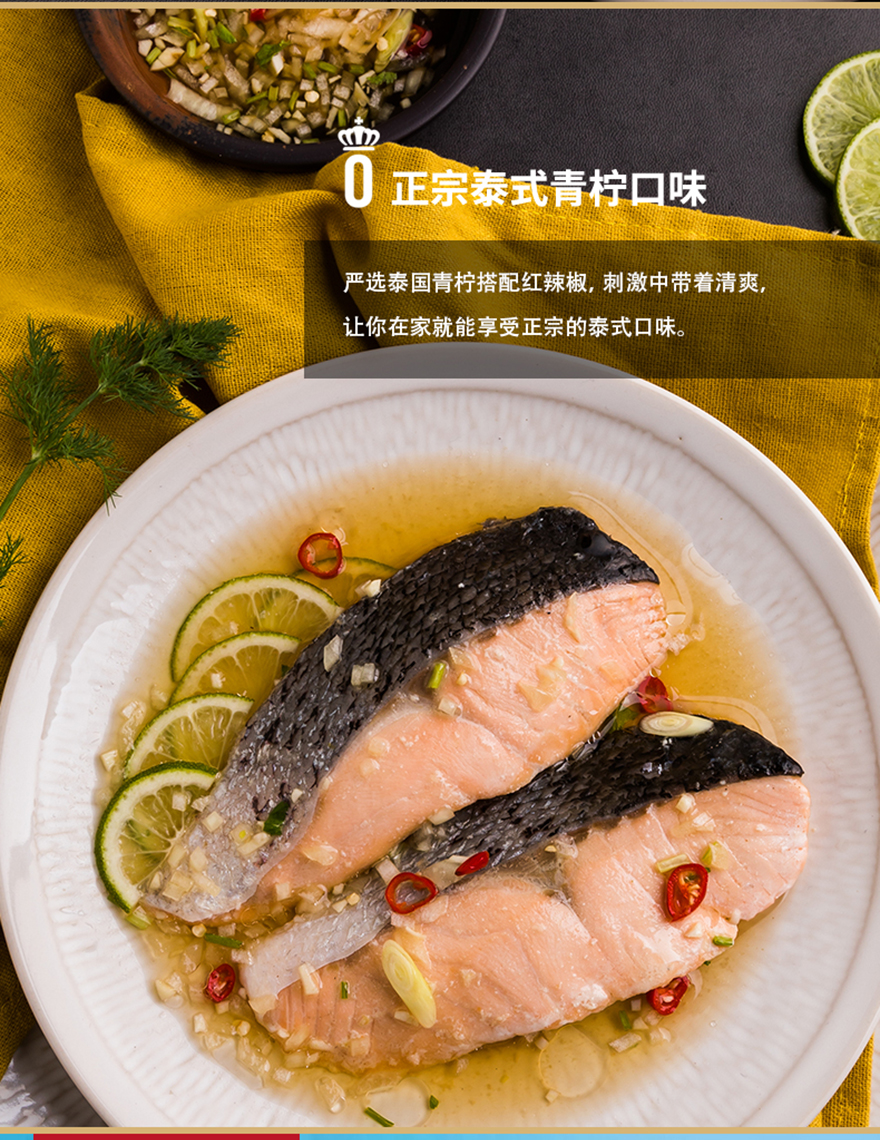 0 正宗泰式青柠口味
严选泰国青柠搭配红辣椒, 刺激中带着清爽,
让你在家就能享受正宗的泰式口味。